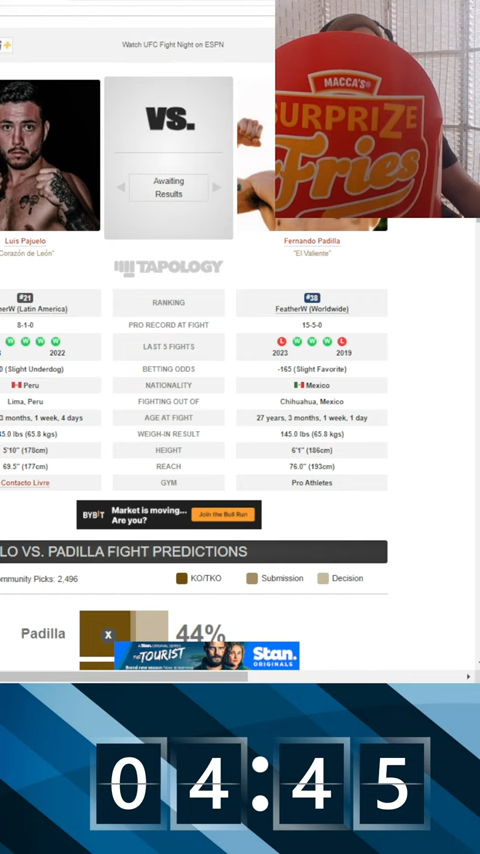 Watch UFC Fight Night on ESPN
MACCA'S
SURPRIZE
Fries
VS.
Awaiting
Results
Luis Pajuelo
Corazón de León"
Fernando Padilla
"El Valiente"
TAPOLOGY
#21
RANKING
#38
erW (Latin America)
FeatherW (Worldwide)
8-1-0
PRO RECORD AT FIGHT
15-5-0
W W W W
LAST 5 FIGHTS
L W W W L
2022
2023
2019
0 (Slight Underdog)
BETTING ODDS
-165 (Slight Favorite)
Peru
NATIONALITY
Mexico
Lima, Peru
FIGHTING OUT OF
Chihuahua, Mexico
3 months, 1 week, 4 days
AGE AT FIGHT
27 years, 3 months, 1 week, 1 day
45.0 lbs (65.8 kgs)
WEIGH-IN RESULT
145.0 lbs (65.8 kgs)
5'10" (178cm)
HEIGHT
6'1" (186cm)
69.5" (177cm)
REACH
76.0" (193cm)
Contacto Livre
GYM
Pro Athletes
BYBIT
Market is moving...
Are you?
Join the Bull Run
LO VS. PADILLA FIGHT PREDICTIONS
mmunity Picks: 2,496
KO/TKO
Submission
Decision
Padilla
X
44%
A Stan. ORIGINAL SERIES
THE TOURIST
Stan.
ORIGINALS
04:45